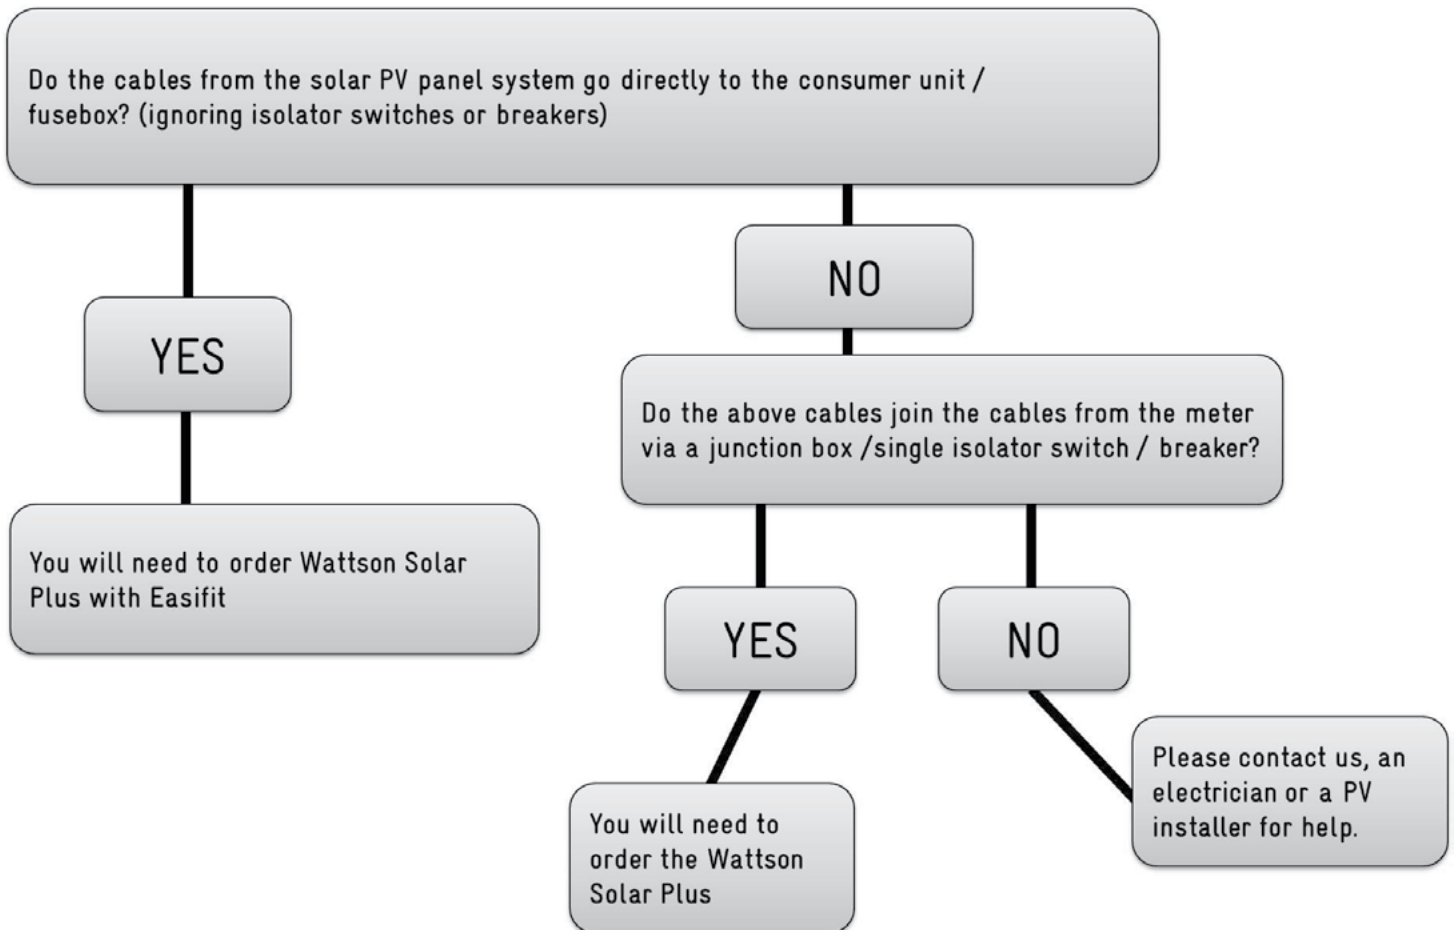 Do the cables from the solar PV panel system go directly to the consumer unit /
fusebox? (ignoring isolator switches or breakers)
NO
YES
Do the above cables join the cables from the meter
via a junction box /single isolator switch / breaker?
You will need to order Wattson Solar
Plus with Easifit
YES
NO
Please contact us, an
electrician or a PV
installer for help.
You will need to
order the Wattson
Solar Plus